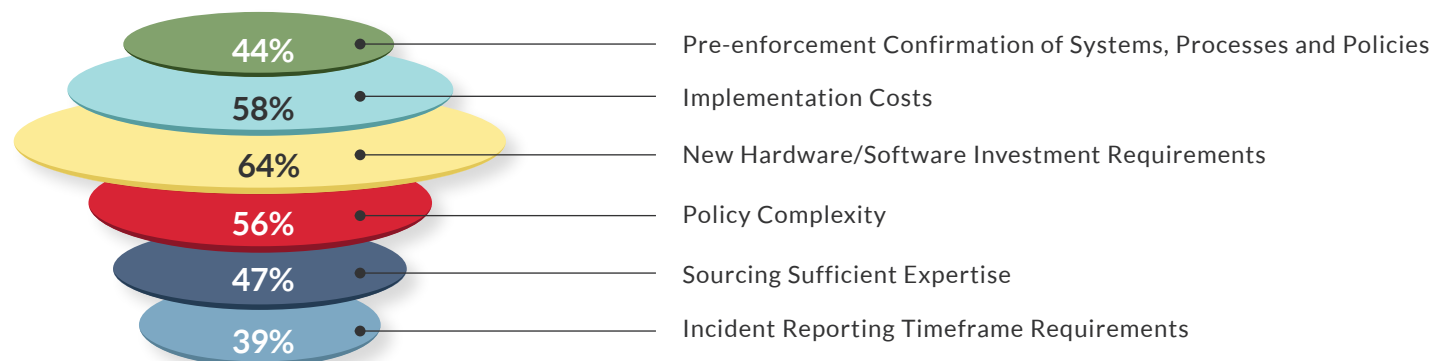 44% Pre-enforcement Confirmation of Systems, Processes and Policies
58% Implementation Costs
64% New Hardware/Software Investment Requirements
56% Policy Complexity
47% Sourcing Sufficient Expertise
39% Incident Reporting Timeframe Requirements